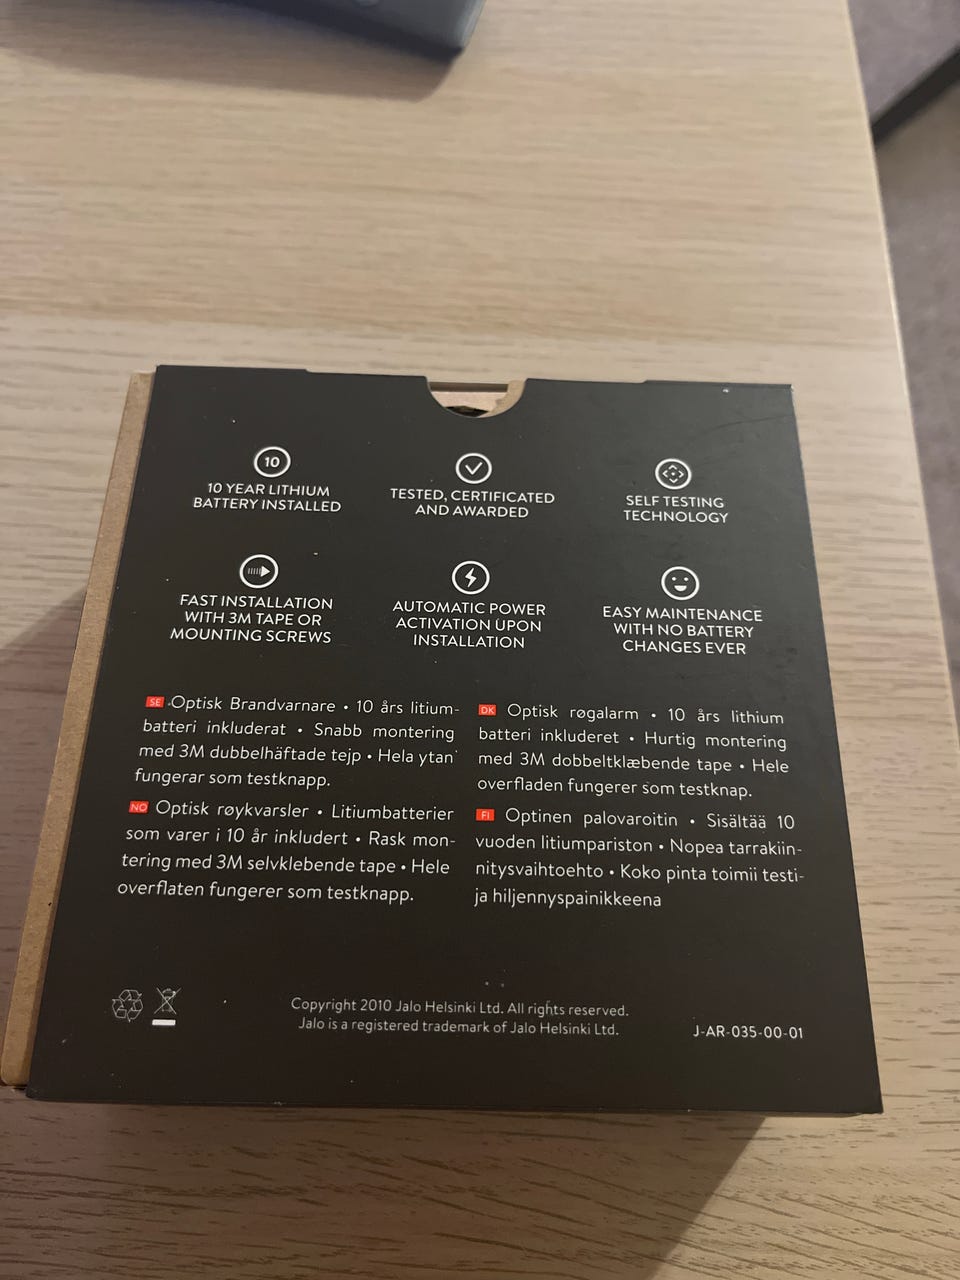 10
10 YEAR LITHIUM
BATTERY INSTALLED
TESTED, CERTIFICATED
AND AWARDED
SELF TESTING
TECHNOLOGY
FAST INSTALLATION
WITH 3M TAPE OR
MOUNTING SCREWS
AUTOMATIC POWER
ACTIVATION UPON
INSTALLATION
EASY MAINTENANCE
WITH NO BATTERY
CHANGES EVER
SE Optisk Brandvarnare • 10 års litium-
batteri inkluderat • Snabb montering
med 3M dubbelhäftade tejp • Hela ytan
fungerar som testknapp.
DK Optisk røgalarm • 10 års lithium
batteri inkluderet • Hurtig montering
med 3M dobbeltklæbende tape • Hele
overfladen fungerer som testknap.
NO Optisk røykvarsler • Litiumbatterier
som varer i 10 år inkludert • Rask mon-
tering med 3M selvklebende tape • Hele
overflaten fungerer som testknapp.
FI Optinen palovaroitin • Sisältää 10
vuoden litiumpariston • Nopea tarrakiin-
nitysvaihtoehto • Koko pinta toimii testi-
ja hiljennyspainikkeena
Copyright 2010 Jalo Helsinki Ltd. All rights reserved.
Jalo is a registered trademark of Jalo Helsinki Ltd.
J-AR-035-00-01